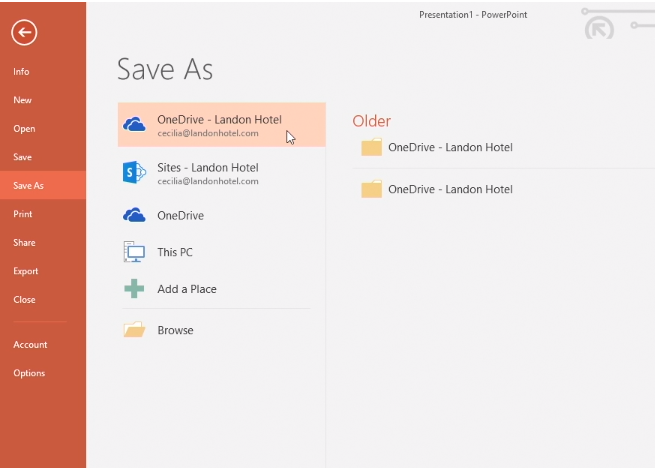 Presentation1 - PowerPoint
Info
New
Open
Save
Save As
Print
Share
Export
Close
Account
Options
Save As
OneDrive - Landon Hotel
cecilia@landonhotel.com
Sites - Landon Hotel
cecilia@landonhotel.com
OneDrive
This PC
Add a Place
Browse
Older
OneDrive - Landon Hotel
OneDrive - Landon Hotel